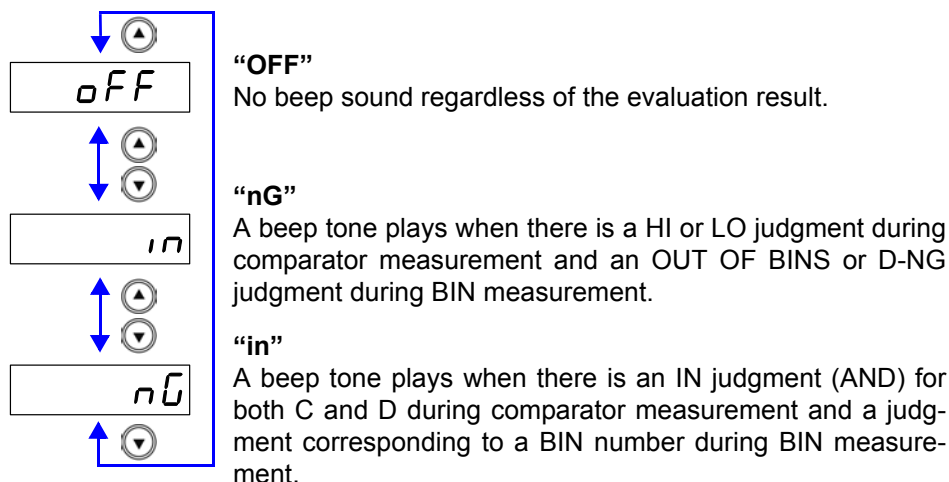 oFF
“OFF”
No beep sound regardless of the evaluation result.
in
“nG”
A beep tone plays when there is a HI or LO judgment during
comparator measurement and an OUT OF BINS or D-NG
judgment during BIN measurement.
nG
“in”
A beep tone plays when there is an IN judgment (AND) for
both C and D during comparator measurement and a judg-
ment corresponding to a BIN number during BIN measure-
ment.